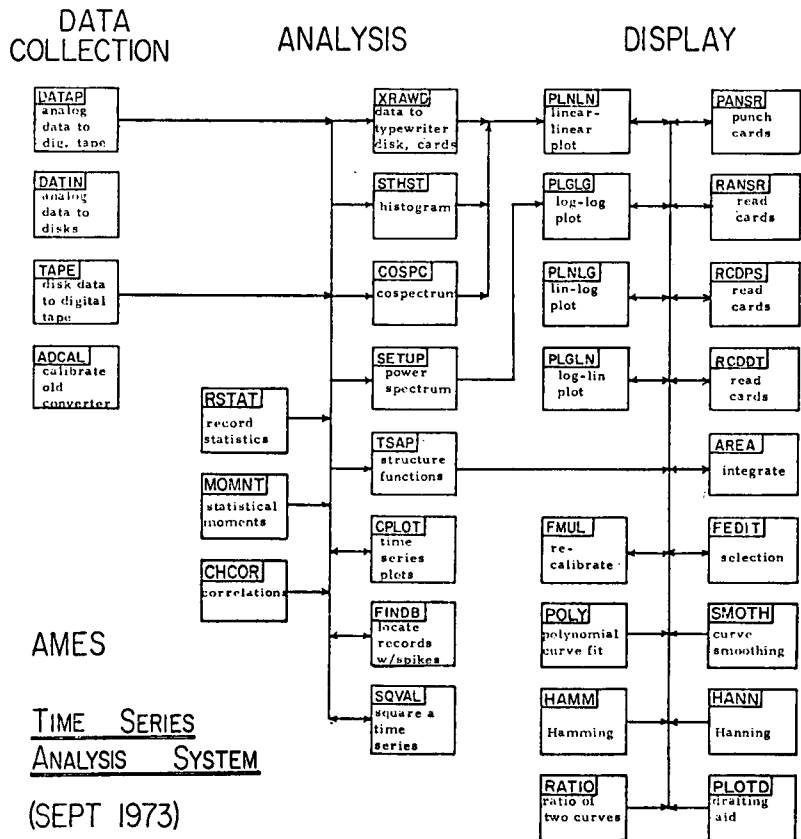 DATA
COLLECTION
ANALYSIS
DISPLAY
DATAP
analog
data to
dig. tape
DATIN
analog
data to
disks
TAPE
disk data
to digital
tape
ADCAL
calibrate
old
converter
RSTAT
record
statistics
MOMNT
statistical
moments
CHCOR
correlations
XRAWD
data to
typewriter
disk, cards
STHST
histogram
COSPC
cospectrum
SETUP
power
spectrum
TSAP
structure
functions
CPLOT
time
series
plots
FINDB
locate
records
w/spikes
SQVAL
square a
time
series
PLNLN
linear-
linear
plot
PLGLG
log-log
plot
PLNLG
lin-log
plot
PLGLN
log-lin
plot
FMUL
re-
calibrate
POLY
polynomial
curve fit
HAMM
Hamming
RATIO
ratio of
two curves
PANSR
punch
cards
RANSR
read
cards
RCDPS
read
cards
RCDDT
read
cards
AREA
integrate
FEDIT
selection
SMOTH
curve
smoothing
HANN
Hanning
PLOTD
drafting
aid
AMES
TIME SERIES
ANALYSIS SYSTEM
(SEPT 1973)